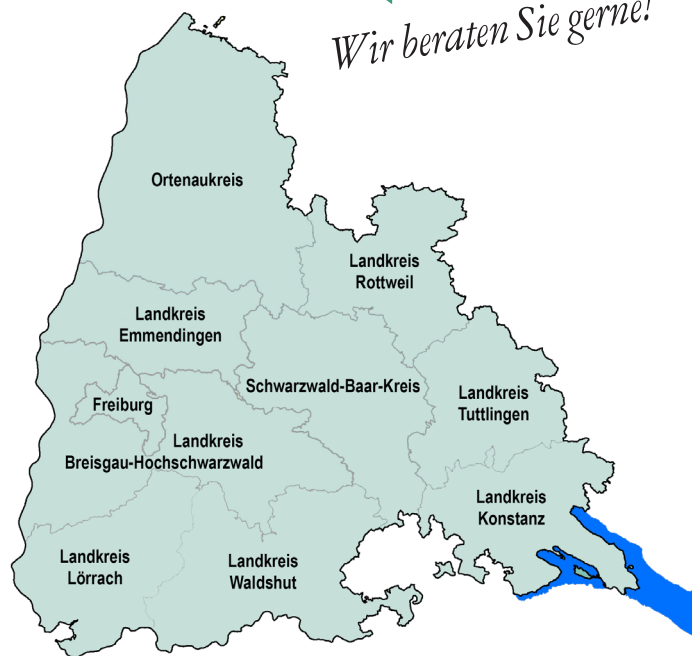 Wir beraten Sie gerne!
Ortenaukreis
Landkreis
Rottweil
Landkreis
Emmendingen
Schwarzwald-Baar-Kreis
Landkreis
Tuttlingen
Freiburg
Landkreis
Breisgau-Hochschwarzwald
Landkreis
Konstanz
Landkreis
Lörrach
Landkreis
Waldshut